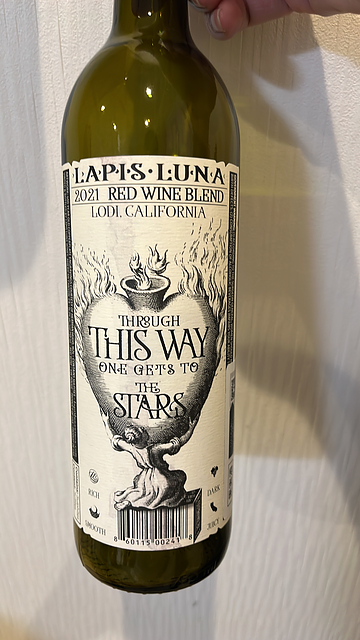 LAPIS·LUNA
2021 RED WINE BLEND
LODI, CALIFORNIA
THROUGH
THIS WAY
ONE GETS TO
THE
STARS
RICH
DARK
SMOOTH
JUICY
8 60115 00241 8